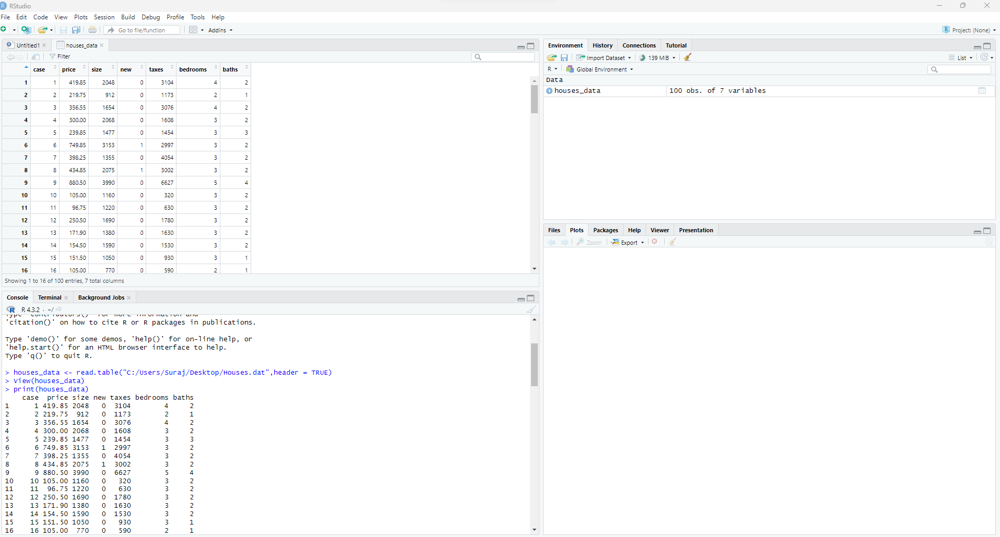 RStudio
File Edit Code View Plots Session Build Debug Profile Tools Help
Go to file/function Addins Project: (None)
Untitled1 houses_data
Filter
case price size new taxes bedrooms baths
1 1 419.85 2048 0 3104 4 2
2 2 219.75 912 0 1173 2 1
3 3 356.55 1654 0 3076 4 2
4 4 300.00 2068 0 1608 3 2
5 5 239.85 1477 0 1454 3 3
6 6 749.85 3153 1 2997 3 2
7 7 398.25 1355 0 4054 3 2
8 8 434.85 2075 1 3002 3 2
9 9 880.50 3990 0 6627 5 4
10 10 105.00 1160 0 320 3 2
11 11 96.75 1220 0 630 3 2
12 12 250.50 1690 0 1780 3 2
13 13 171.90 1380 0 1630 3 2
14 14 154.50 1590 0 1530 3 2
15 15 151.50 1050 0 930 3 1
16 16 105.00 770 0 590 2 1
Showing 1 to 16 of 100 entries, 7 total columns
Console Terminal Background Jobs
R 4.3.2 · ~/
Type 'contributors()' for more information and
'citation()' on how to cite R or R packages in publications.
Type 'demo()' for some demos, 'help()' for on-line help, or
'help.start()' for an HTML browser interface to help.
Type 'q()' to quit R.
> houses_data <- read.table("C:/Users/Suraj/Desktop/Houses.dat",header = TRUE)
> View(houses_data)
> print(houses_data)
case price size new taxes bedrooms baths
1 1 419.85 2048 0 3104 4 2
2 2 219.75 912 0 1173 2 1
3 3 356.55 1654 0 3076 4 2
4 4 300.00 2068 0 1608 3 2
5 5 239.85 1477 0 1454 3 3
6 6 749.85 3153 1 2997 3 2
7 7 398.25 1355 0 4054 3 2
8 8 434.85 2075 1 3002 3 2
9 9 880.50 3990 0 6627 5 4
10 10 105.00 1160 0 320 3 2
11 11 96.75 1220 0 630 3 2
12 12 250.50 1690 0 1780 3 2
13 13 171.90 1380 0 1630 3 2
14 14 154.50 1590 0 1530 3 2
15 15 151.50 1050 0 930 3 1
16 16 105.00 770 0 590 2 1
Environment History Connections Tutorial
Import Dataset 139 MiB List
R Global Environment
Data
houses_data 100 obs. of 7 variables
Files Plots Packages Help Viewer Presentation
Zoom Export